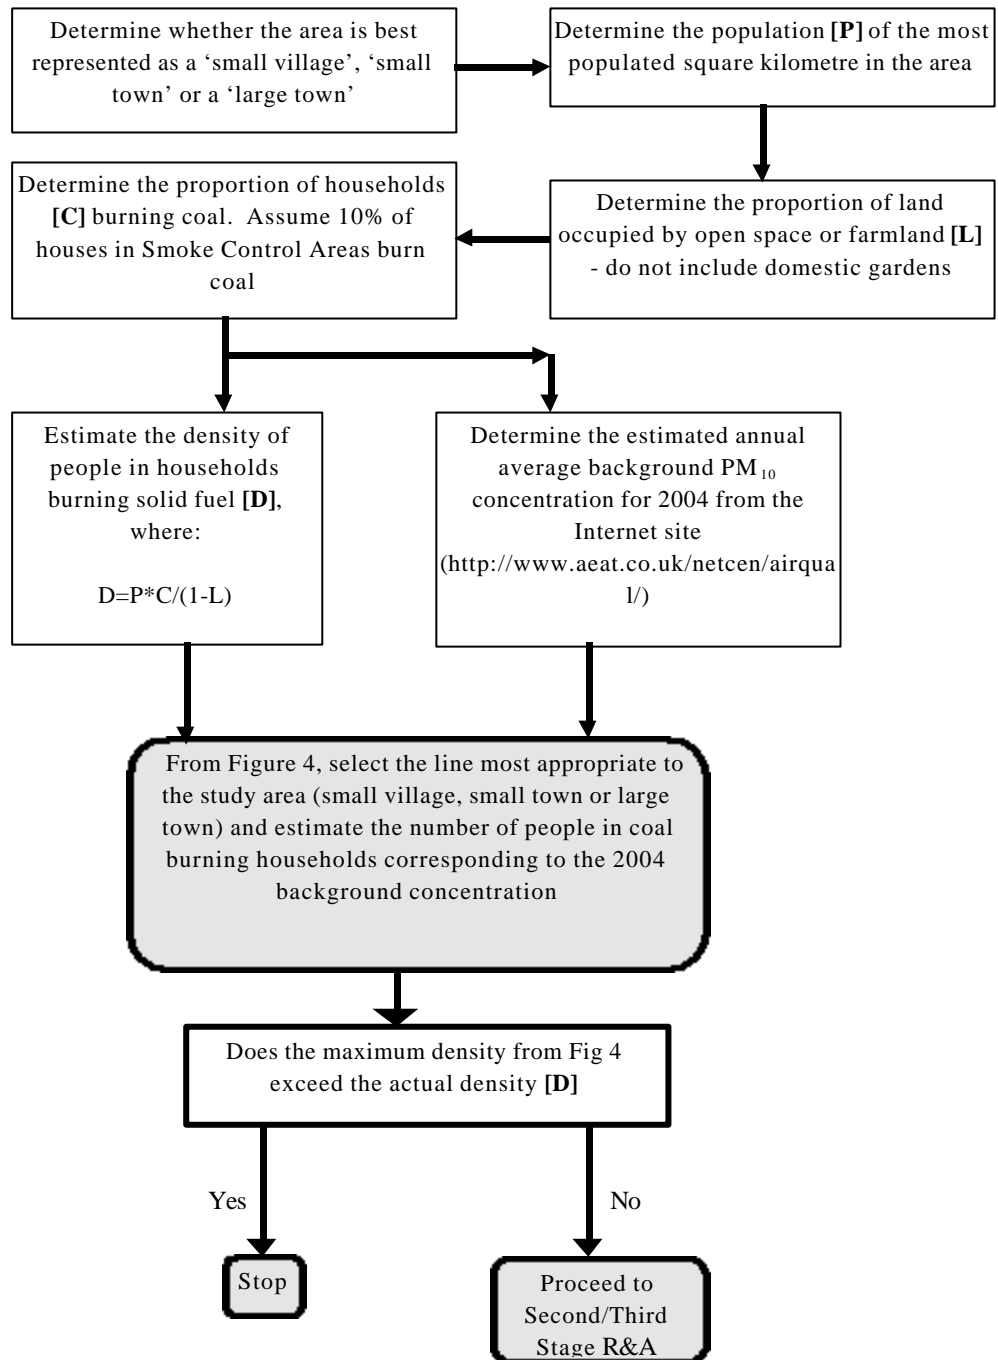 Determine whether the area is best
represented as a ‘small village’, ‘small
town’ or a ‘large town’
Determine the population [P] of the most
populated square kilometre in the area
Determine the proportion of land
occupied by open space or farmland [L]
- do not include domestic gardens
Determine the proportion of households
[C] burning coal. Assume 10% of
houses in Smoke Control Areas burn
coal
Estimate the density of
people in households
burning solid fuel [D],
where:
D=P*C/(1-L)
Determine the estimated annual
average background PM10
concentration for 2004 from the
Internet site
(http://www.aeat.co.uk/netcen/airqua
l/)
From Figure 4, select the line most appropriate to
the study area (small village, small town or large
town) and estimate the number of people in coal
burning households corresponding to the 2004
background concentration
Does the maximum density from Fig 4
exceed the actual density [D]
Yes
No
Stop
Proceed to
Second/Third
Stage R&A